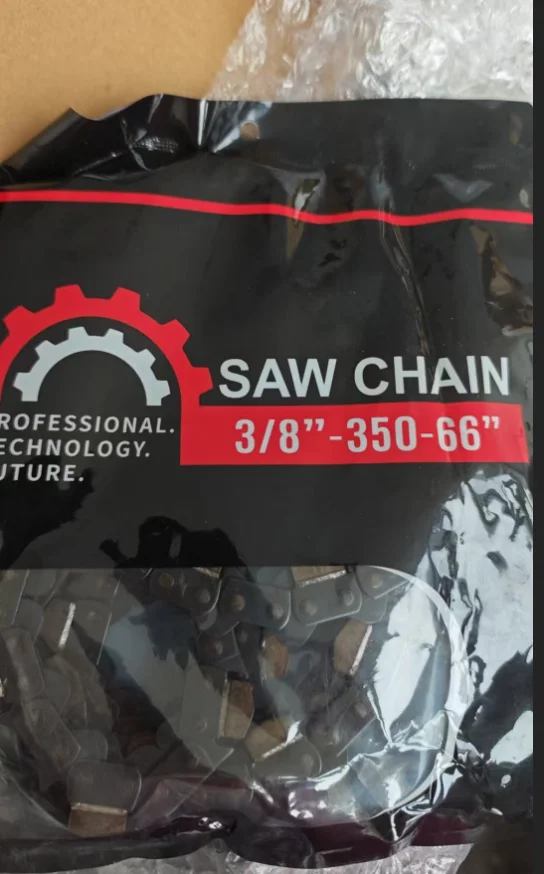 SAW CHAIN
3/8”-350-66”
ROFESSIONAL.
ECHNOLOGY.
UTURE.